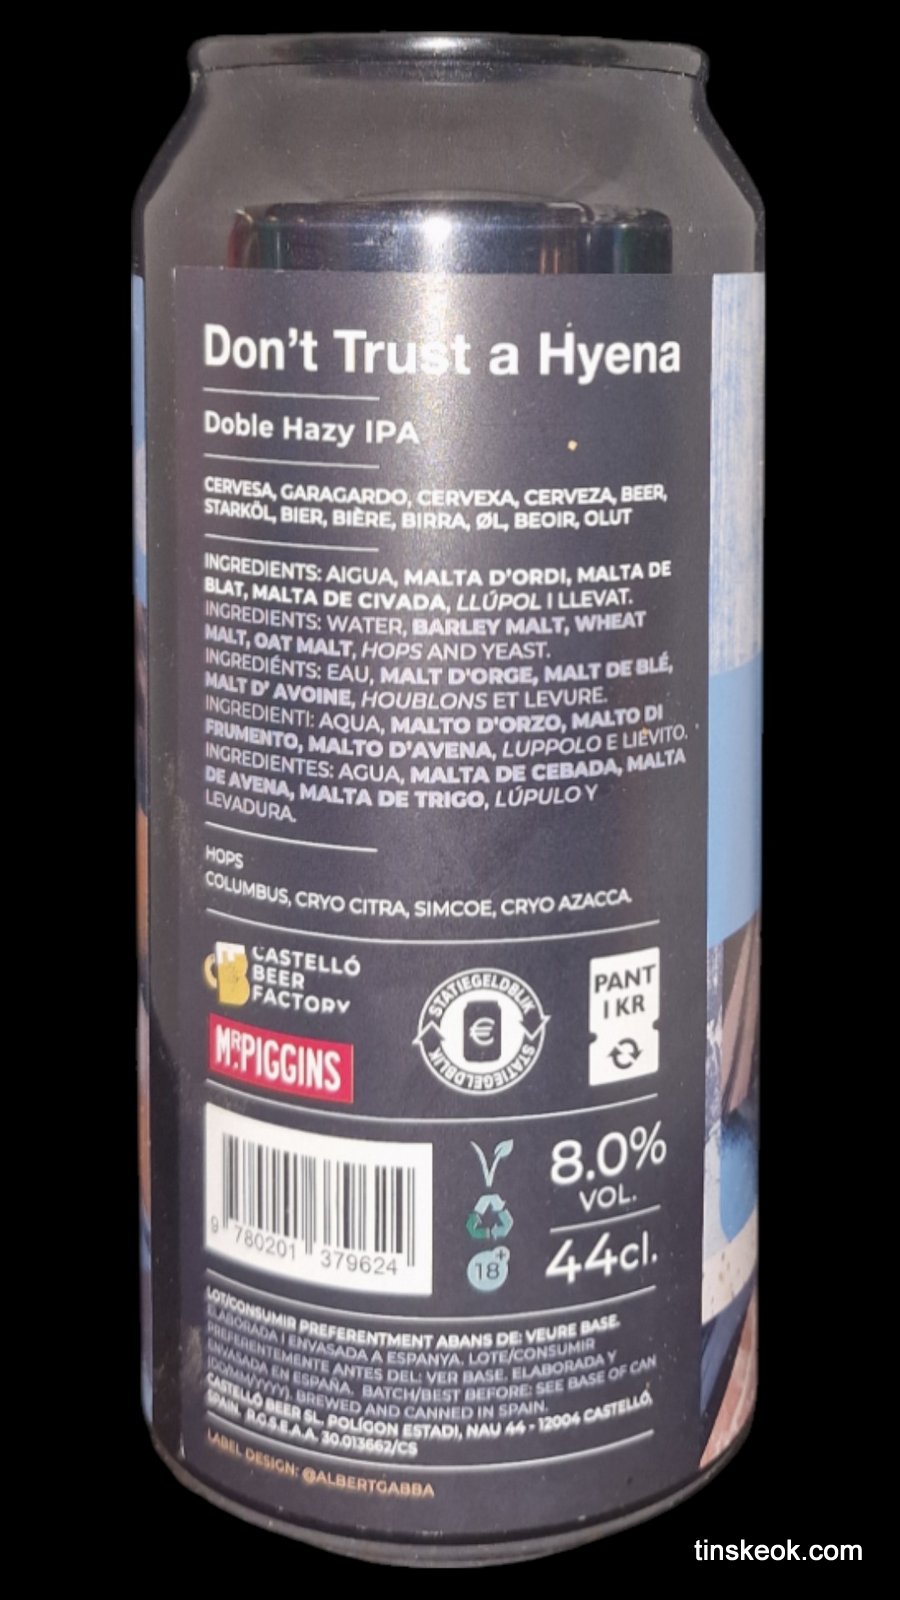 Don't Trust a Hyena
Doble Hazy IPA
CERVESA, GARAGARDO, CERVEXA, CERVEZA, BEER,
STARKÖL, BIER, BIÈRE, BIRRA, ØL, BEOIR, OLUT
INGREDIENTS: AIGUA, MALTA D'ORDI, MALTA DE
BLAT, MALTA DE CIVADA, LLÚPOL I LLEVAT.
INGREDIENTS: WATER, BARLEY MALT, WHEAT
MALT, OAT MALT, HOPS AND YEAST.
INGREDIÉNTS: EAU, MALT D'ORGE, MALT DE BLÉ,
MALT D' AVOINE, HOUBLONS ET LEVURE.
INGREDIENTI: AQUA, MALTO D'ORZO, MALTO DI
FRUMENTO, MALTO D'AVENA, LUPPOLO E LIEVITO.
INGREDIENTES: AGUA, MALTA DE CEBADA, MALTA
DE AVENA, MALTA DE TRIGO, LÚPULO Y
LEVADURA.
HOPS
COLUMBUS, CRYO CITRA, SIMCOE, CRYO AZACCA
CASTELLÓ
BEER
FACTORY
MR. PIGGINS
STATIEGELDBLIK
€
STATIEGELDBLIK
PANT
1 KR
9 780201 379624
8.0%
VOL.
18+
44cl.
LOT/CONSUMIR PREFERENTMENT ABANS DE: VEURE BASE.
ELABORADA I ENVASADA A ESPANYA. LOTE/CONSUMIR
PREFERENTEMENTE ANTES DEL: VER BASE. ELABORADA Y
ENVASADA EN ESPAÑA. BATCH/BEST BEFORE: SEE BASE OF CAN
(DD/MM/YYYY). BREWED AND CANNED IN SPAIN.
CASTELLÓ BEER SL. POLÍGON ESTADI, NAU 44 - 12004 CASTELLÓ,
SPAIN. R.G.S.E.A.A. 30.013662/CS
LABEL DESIGN: @ALBERTGABBA
tinskeok.com